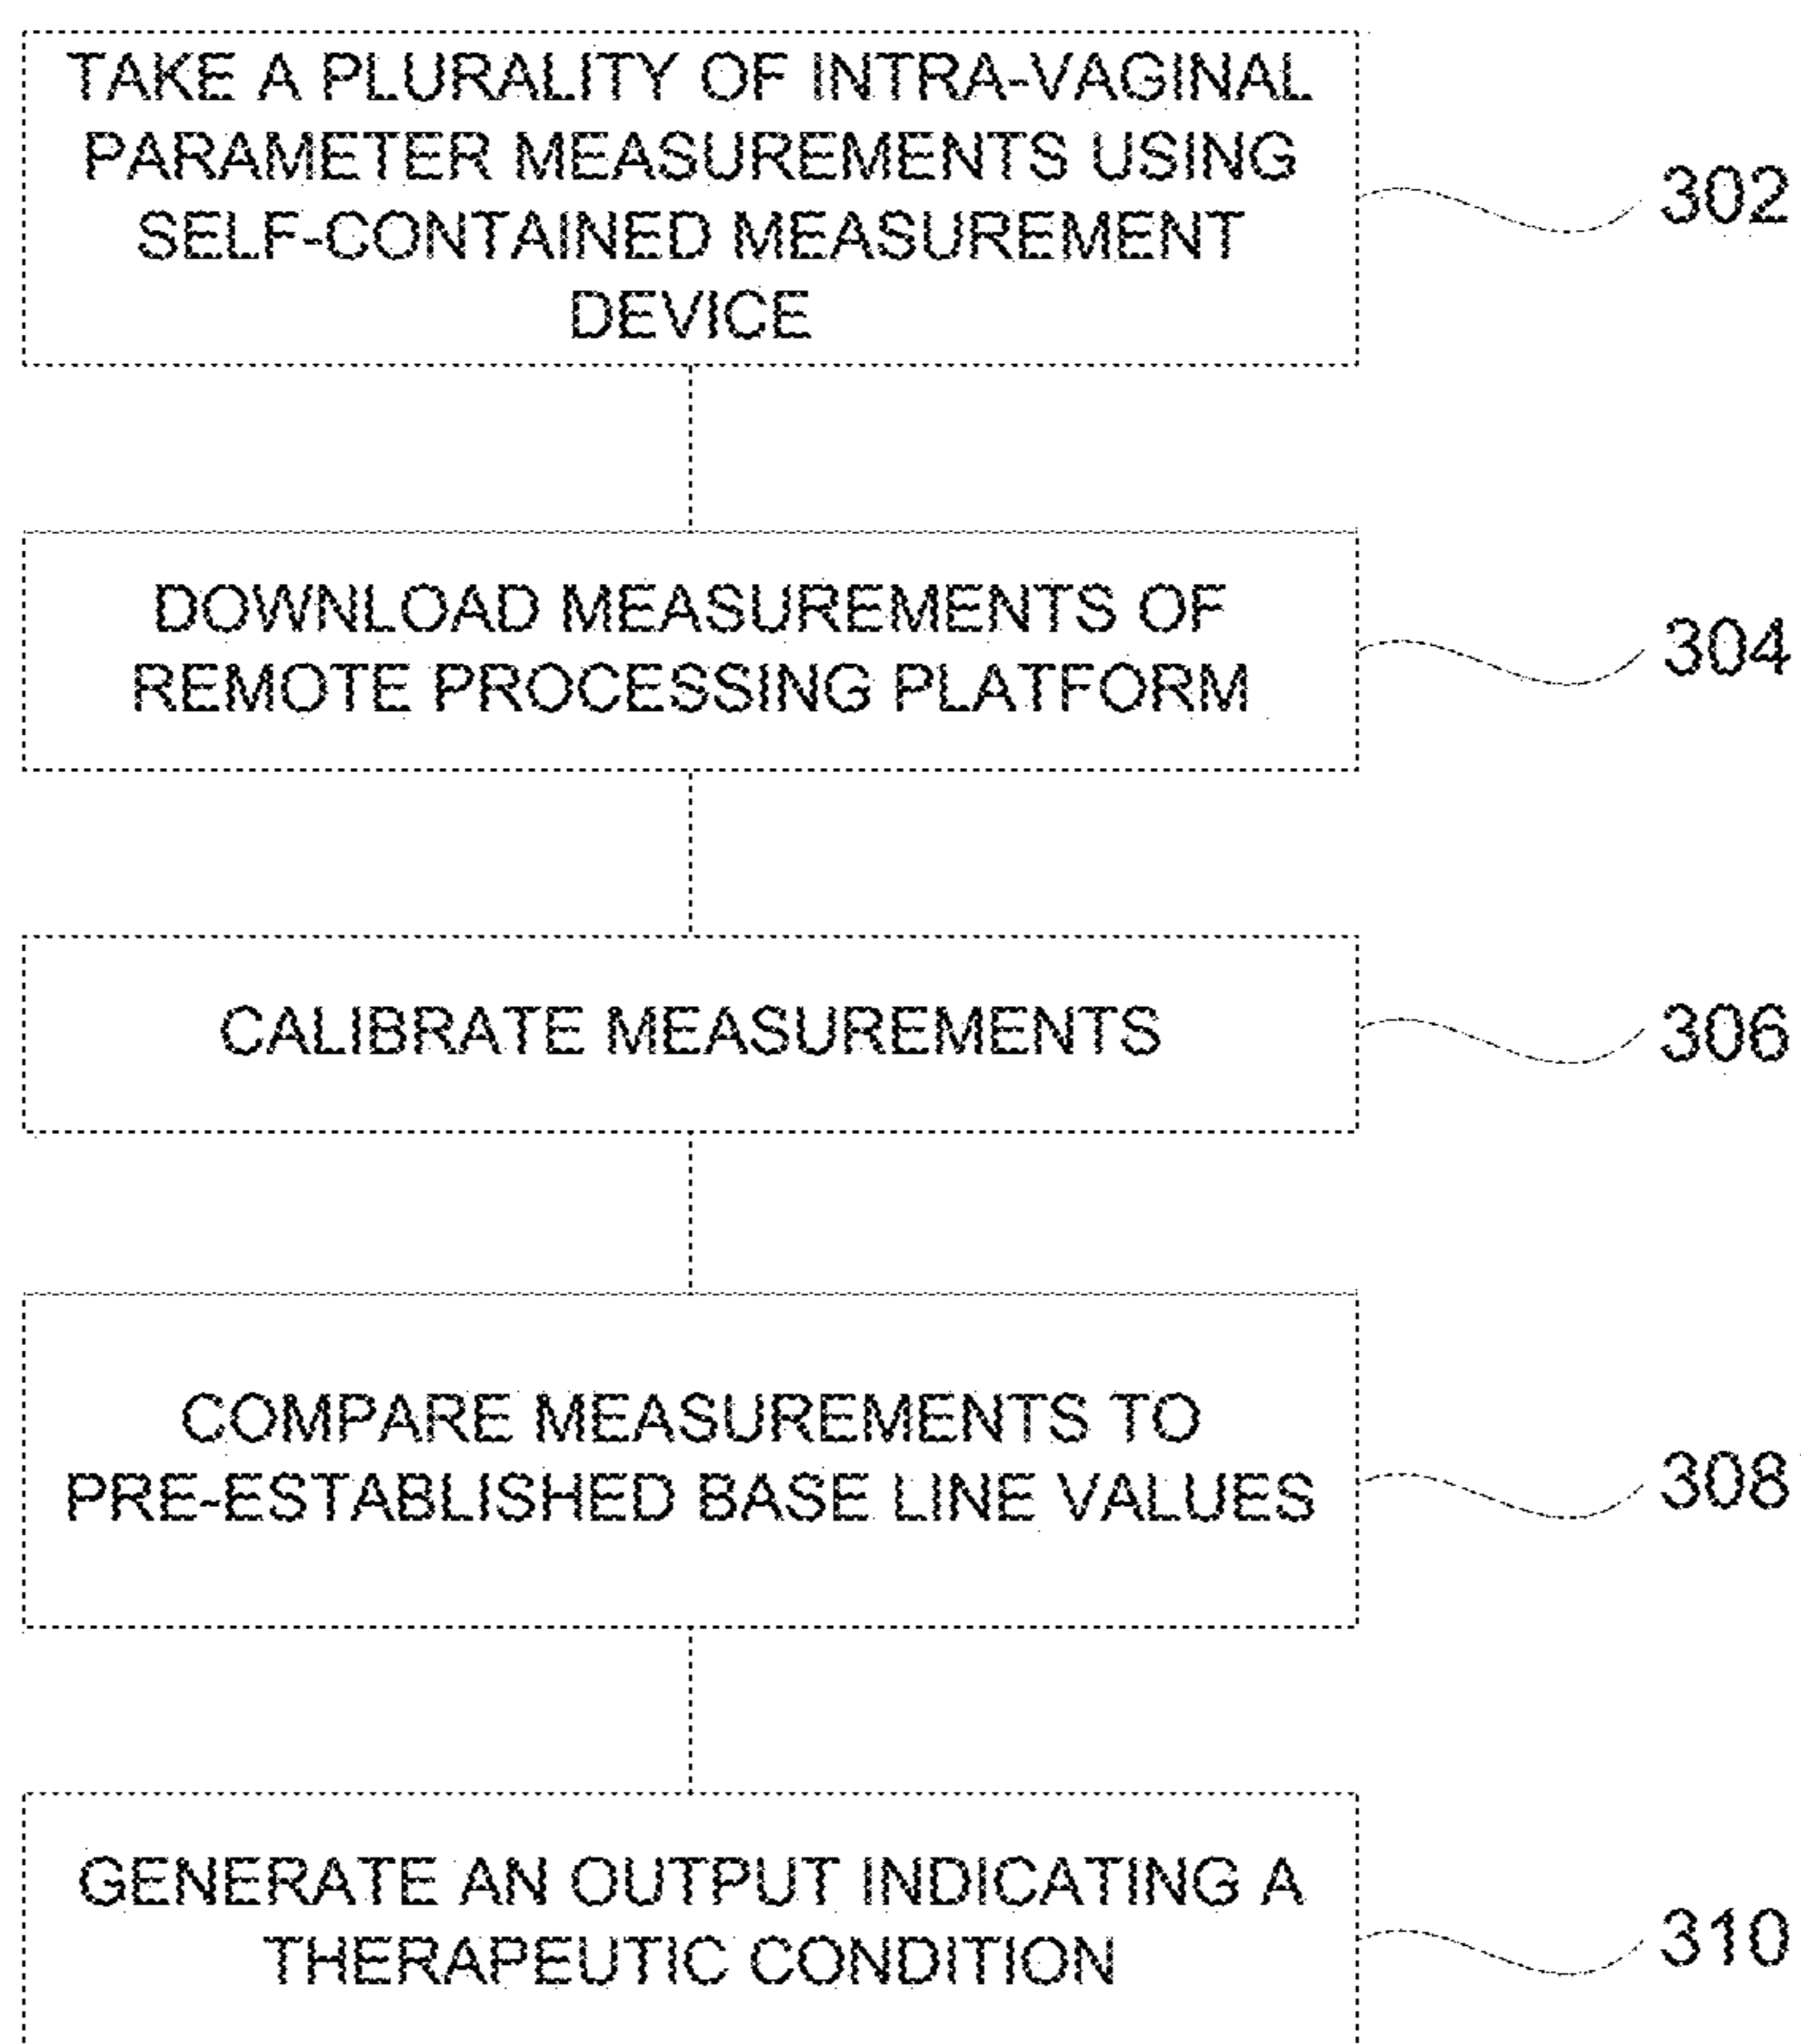 TAKE A PLURALITY OF INTRA-VAGINAL
PARAMETER MEASUREMENTS USING
SELF-CONTAINED MEASUREMENT
DEVICE
302
DOWNLOAD MEASUREMENTS OF
REMOTE PROCESSING PLATFORM
304
CALIBRATE MEASUREMENTS
306
COMPARE MEASUREMENTS TO
PRE-ESTABLISHED BASE LINE VALUES
308
GENERATE AN OUTPUT INDICATING A
THERAPEUTIC CONDITION
310